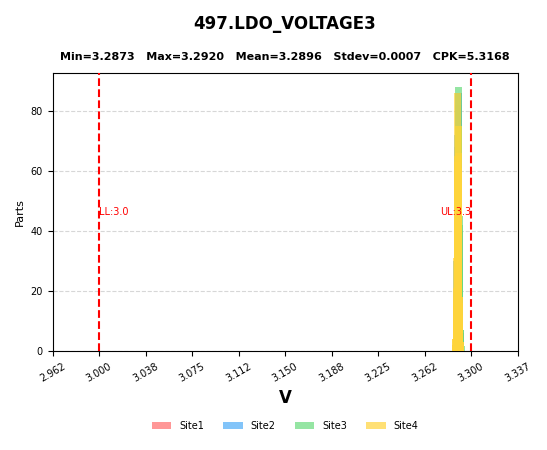 497.LDO_VOLTAGE3
Min=3.2873 Max=3.2920 Mean=3.2896 Stdev=0.0007 CPK=5.3168
80
60
40
20
0
Parts
LL:3.0
UL:3.3
2.962 3.000 3.038 3.075 3.112 3.150 3.188 3.225 3.262 3.300 3.337
V
Site1 Site2 Site3 Site4